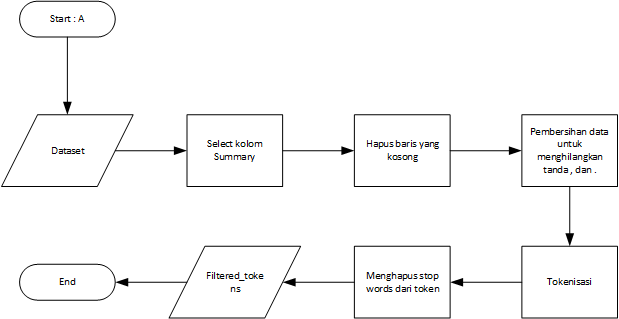 Start : A
Dataset
Select kolom
Summary
Hapus baris yang
kosong
Pembersihan data
untuk
menghilangkan
tanda , dan .
Tokenisasi
Menghapus stop
words dari token
Filtered_toke
ns
End